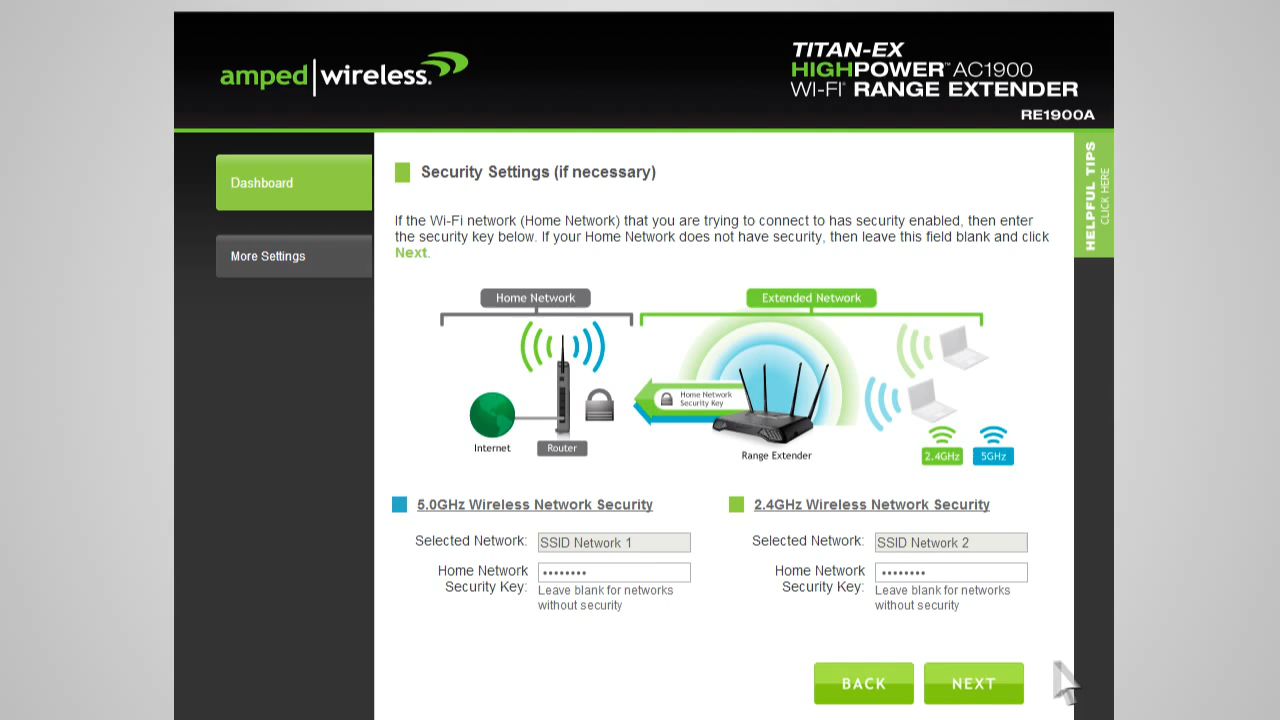 amped|wireless.
TITAN-EX
HIGHPOWER™ AC1900
WI-FI® RANGE EXTENDER
RE1900A
Dashboard
More Settings
HELPFUL TIPS
CLICK HERE
Security Settings (if necessary)
If the Wi-Fi network (Home Network) that you are trying to connect to has security enabled, then enter
the security key below. If your Home Network does not have security, then leave this field blank and click
Next.
Home Network
Extended Network
Home Network
Security Key
Internet
Router
Range Extender
2.4GHz
5GHz
5.0GHz Wireless Network Security
Selected Network: SSID Network 1
Home Network
Security Key: ••••••••
Leave blank for networks
without security
2.4GHz Wireless Network Security
Selected Network: SSID Network 2
Home Network
Security Key: ••••••••
Leave blank for networks
without security
BACK
NEXT